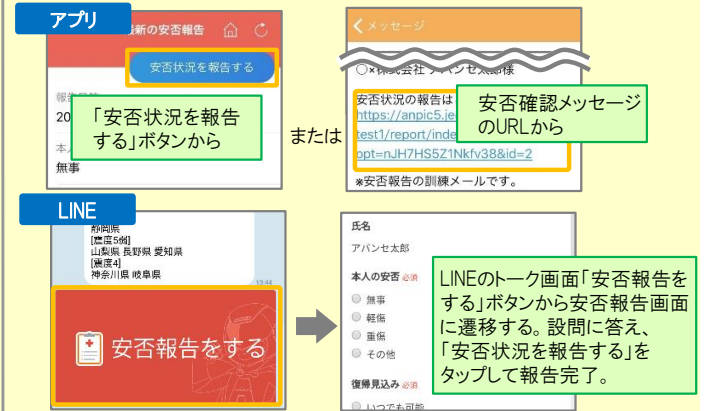 アプリ
最新の安否報告
安否状況を報告する
「安否状況を報告
する」ボタンから
20
本人
無事
または
メッセージ
○×株式会社アバンセ太郎様
安否状況の報告は
https://anpic5.je
test1/report/inde
opt=nJH7HS5Z1Nkfv38&id=2
※安否報告の訓練メールです。
安否確認メッセージ
のURLから
LINE
静岡県
[震度5弱]
山梨県 長野県 愛知県
[震度4]
神奈川県 岐阜県
12:44
安否報告をする
氏名
アバンセ太郎
本人の安否 必須
無事
軽傷
重傷
その他
復帰見込み 必須
いつでも可能
LINEのトーク画面「安否報告を
する」ボタンから安否報告画面
に遷移する。設問に答え、
「安否状況を報告する」を
タップして報告完了。